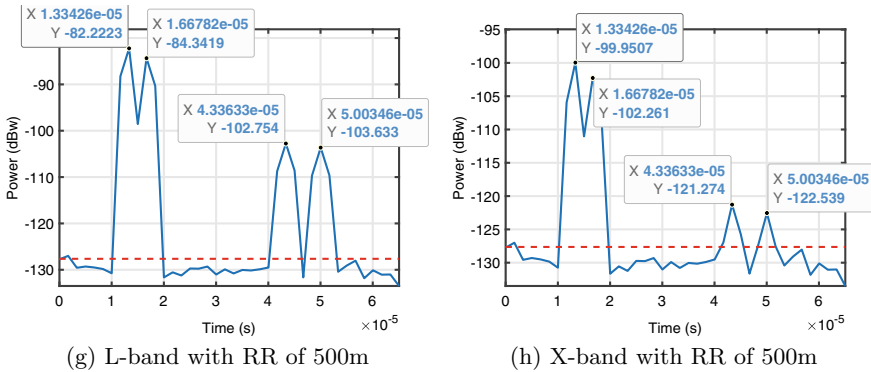 X 1.33426e-05
Y -82.2223
X 1.66782e-05
Y -84.3419
X 4.33633e-05
Y -102.754
X 5.00346e-05
Y -103.633
Power (dBw)
-90
-100
-110
-120
-130
0 1 2 3 4 5 6
Time (s)
×10⁻⁵
(g) L-band with RR of 500m
X 1.33426e-05
Y -99.9507
X 1.66782e-05
Y -102.261
X 4.33633e-05
Y -121.274
X 5.00346e-05
Y -122.539
Power (dBw)
-95
-100
-105
-110
-115
-120
-125
-130
0 1 2 3 4 5 6
Time (s)
×10⁻⁵
(h) X-band with RR of 500m